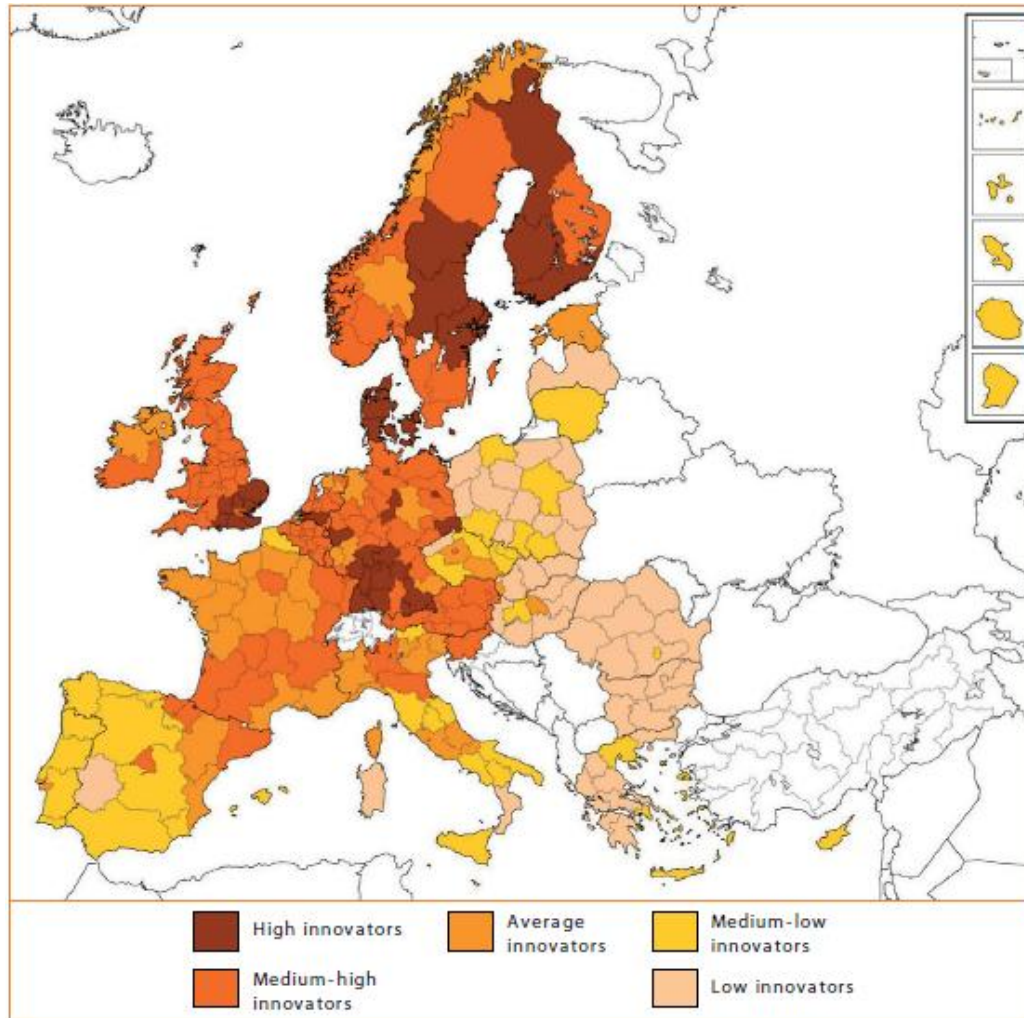 High innovators
Average
innovators
Medium-low
innovators
Medium-high
innovators
Low innovators